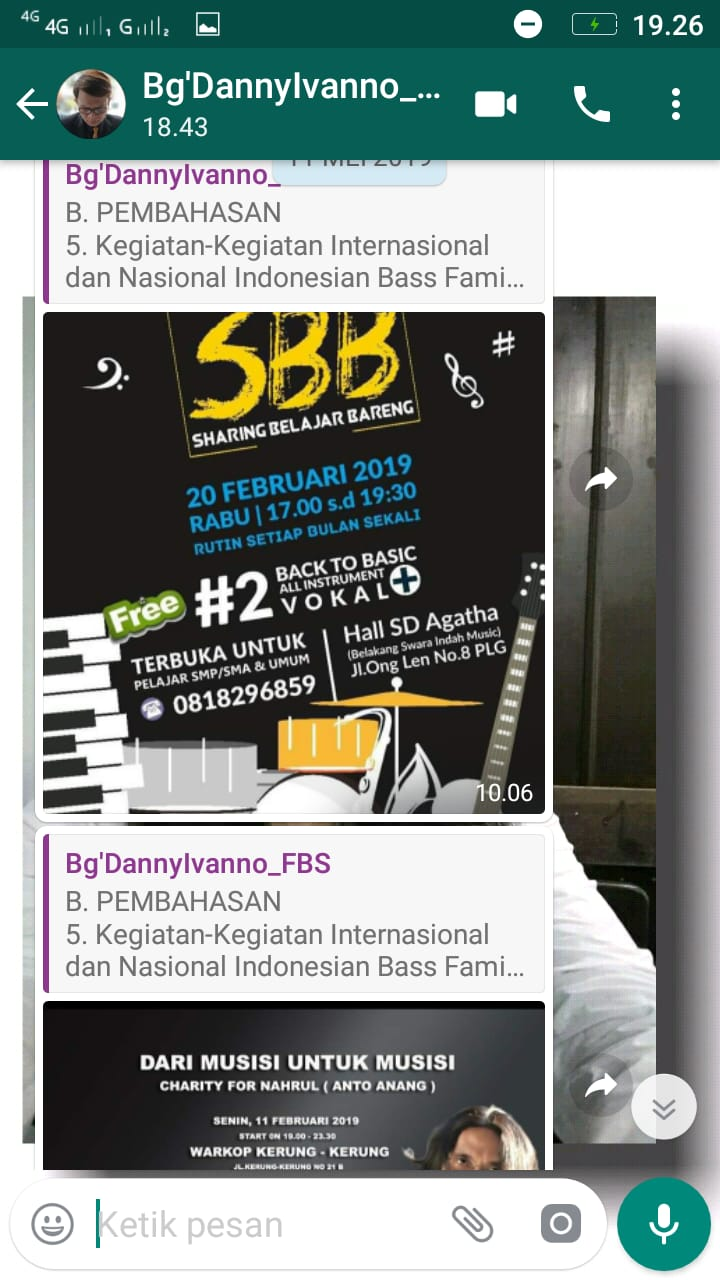 4G 4G 1 G 2 19.26
Bg'DannyIvanno_...
18.43
11 MEI 2019
Bg'DannyIvanno_
B. PEMBAHASAN
5. Kegiatan-Kegiatan Internasional
dan Nasional Indonesian Bass Fami...
SBB
SHARING BELAJAR BARENG
20 FEBRUARI 2019
RABU | 17.00 s.d 19:30
RUTIN SETIAP BULAN SEKALI
Free #2 BACK TO BASIC
ALL INSTRUMENT
VOKAL
TERBUKA UNTUK
PELAJAR SMP/SMA & UMUM
0818296859
Hall SD Agatha
(Belakang Swara Indah Music)
Jl.Ong Len No.8 PLG
10.06
Bg'DannyIvanno_FBS
B. PEMBAHASAN
5. Kegiatan-Kegiatan Internasional
dan Nasional Indonesian Bass Fami...
DARI MUSISI UNTUK MUSISI
CHARITY FOR NAHRUL ( ANTO ANANG )
SENIN, 11 FEBRUARI 2019
START ON 19.00 - 23.30
WARKOP KERUNG - KERUNG
JL.KERUNG-KERUNG NO 21 B
Ketik pesan